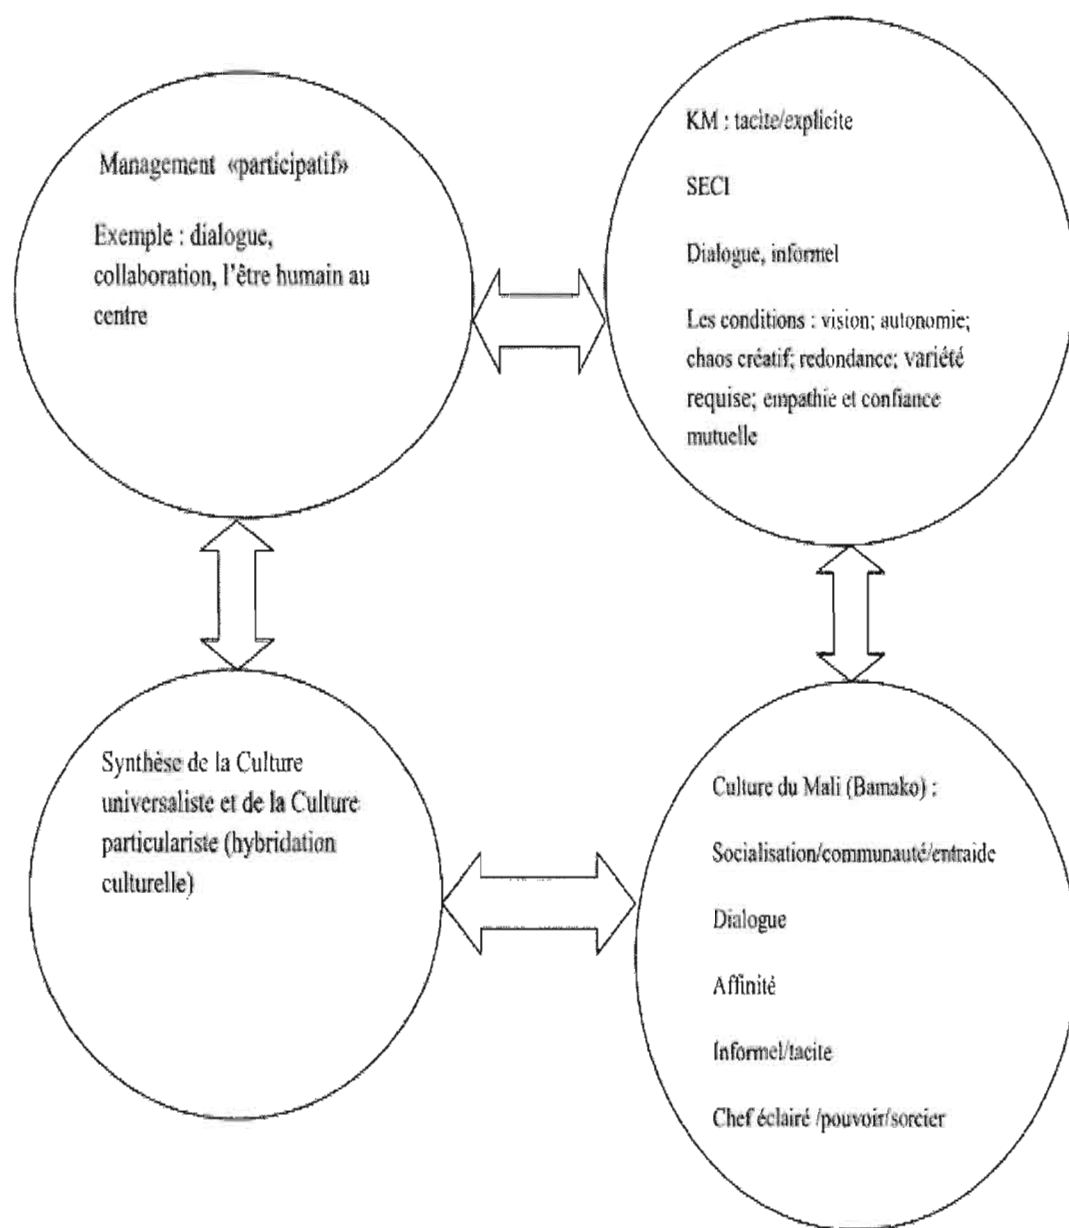 Management «participatif»
Exemple : dialogue,
collaboration, l'être humain au
centre
KM : tacite/explicite
SECI
Dialogue, informel
Les conditions : vision; autonomie;
chaos créatif; redondance; variété
requise; empathie et confiance
mutuelle
Synthèse de la Culture
universaliste et de la Culture
particulariste (hybridation
culturelle)
Culture du Mali (Bamako) :
Socialisation/communauté/entraide
Dialogue
Affinité
Informel/tacite
Chef éclairé /pouvoir/sorcier